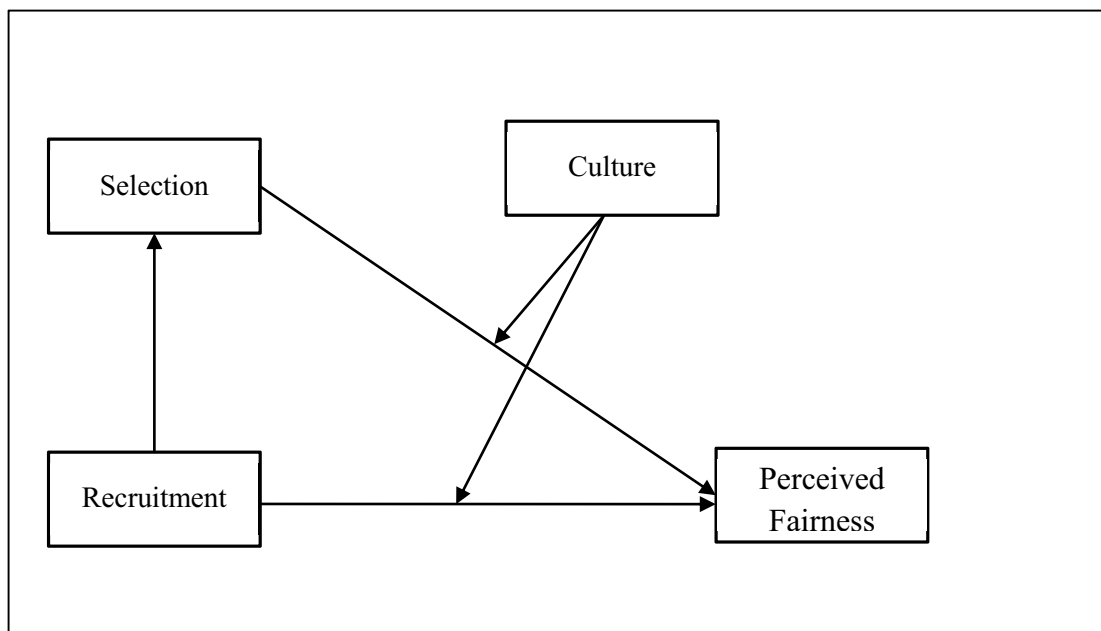 Culture
Selection
Recruitment
Perceived
Fairness